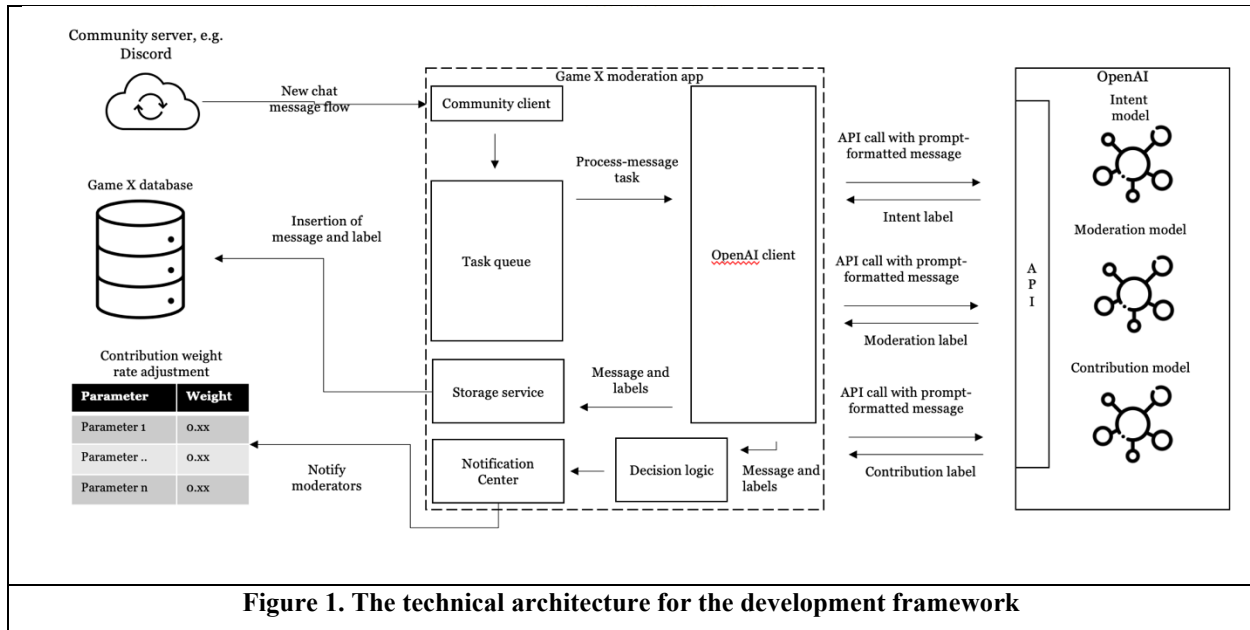 Community server, e.g.
Discord
New chat
message flow
Game X database
Insertion of
message and label
Contribution weight
rate adjustment
Parameter Weight
Parameter 1 0.xx
Parameter .. 0.xx
Parameter n 0.xx
Notify
moderators
Game X moderation app
Community client
Process-message
task
Task queue
OpenAI client
Storage service
Message and
labels
Notification
Center
Decision logic
Message and
labels
API call with prompt-
formatted message
Intent label
API call with prompt-
formatted message
Moderation label
API call with prompt-
formatted message
Contribution label
OpenAI
A
P
I
Intent
model
Moderation model
Contribution model
Figure 1. The technical architecture for the development framework